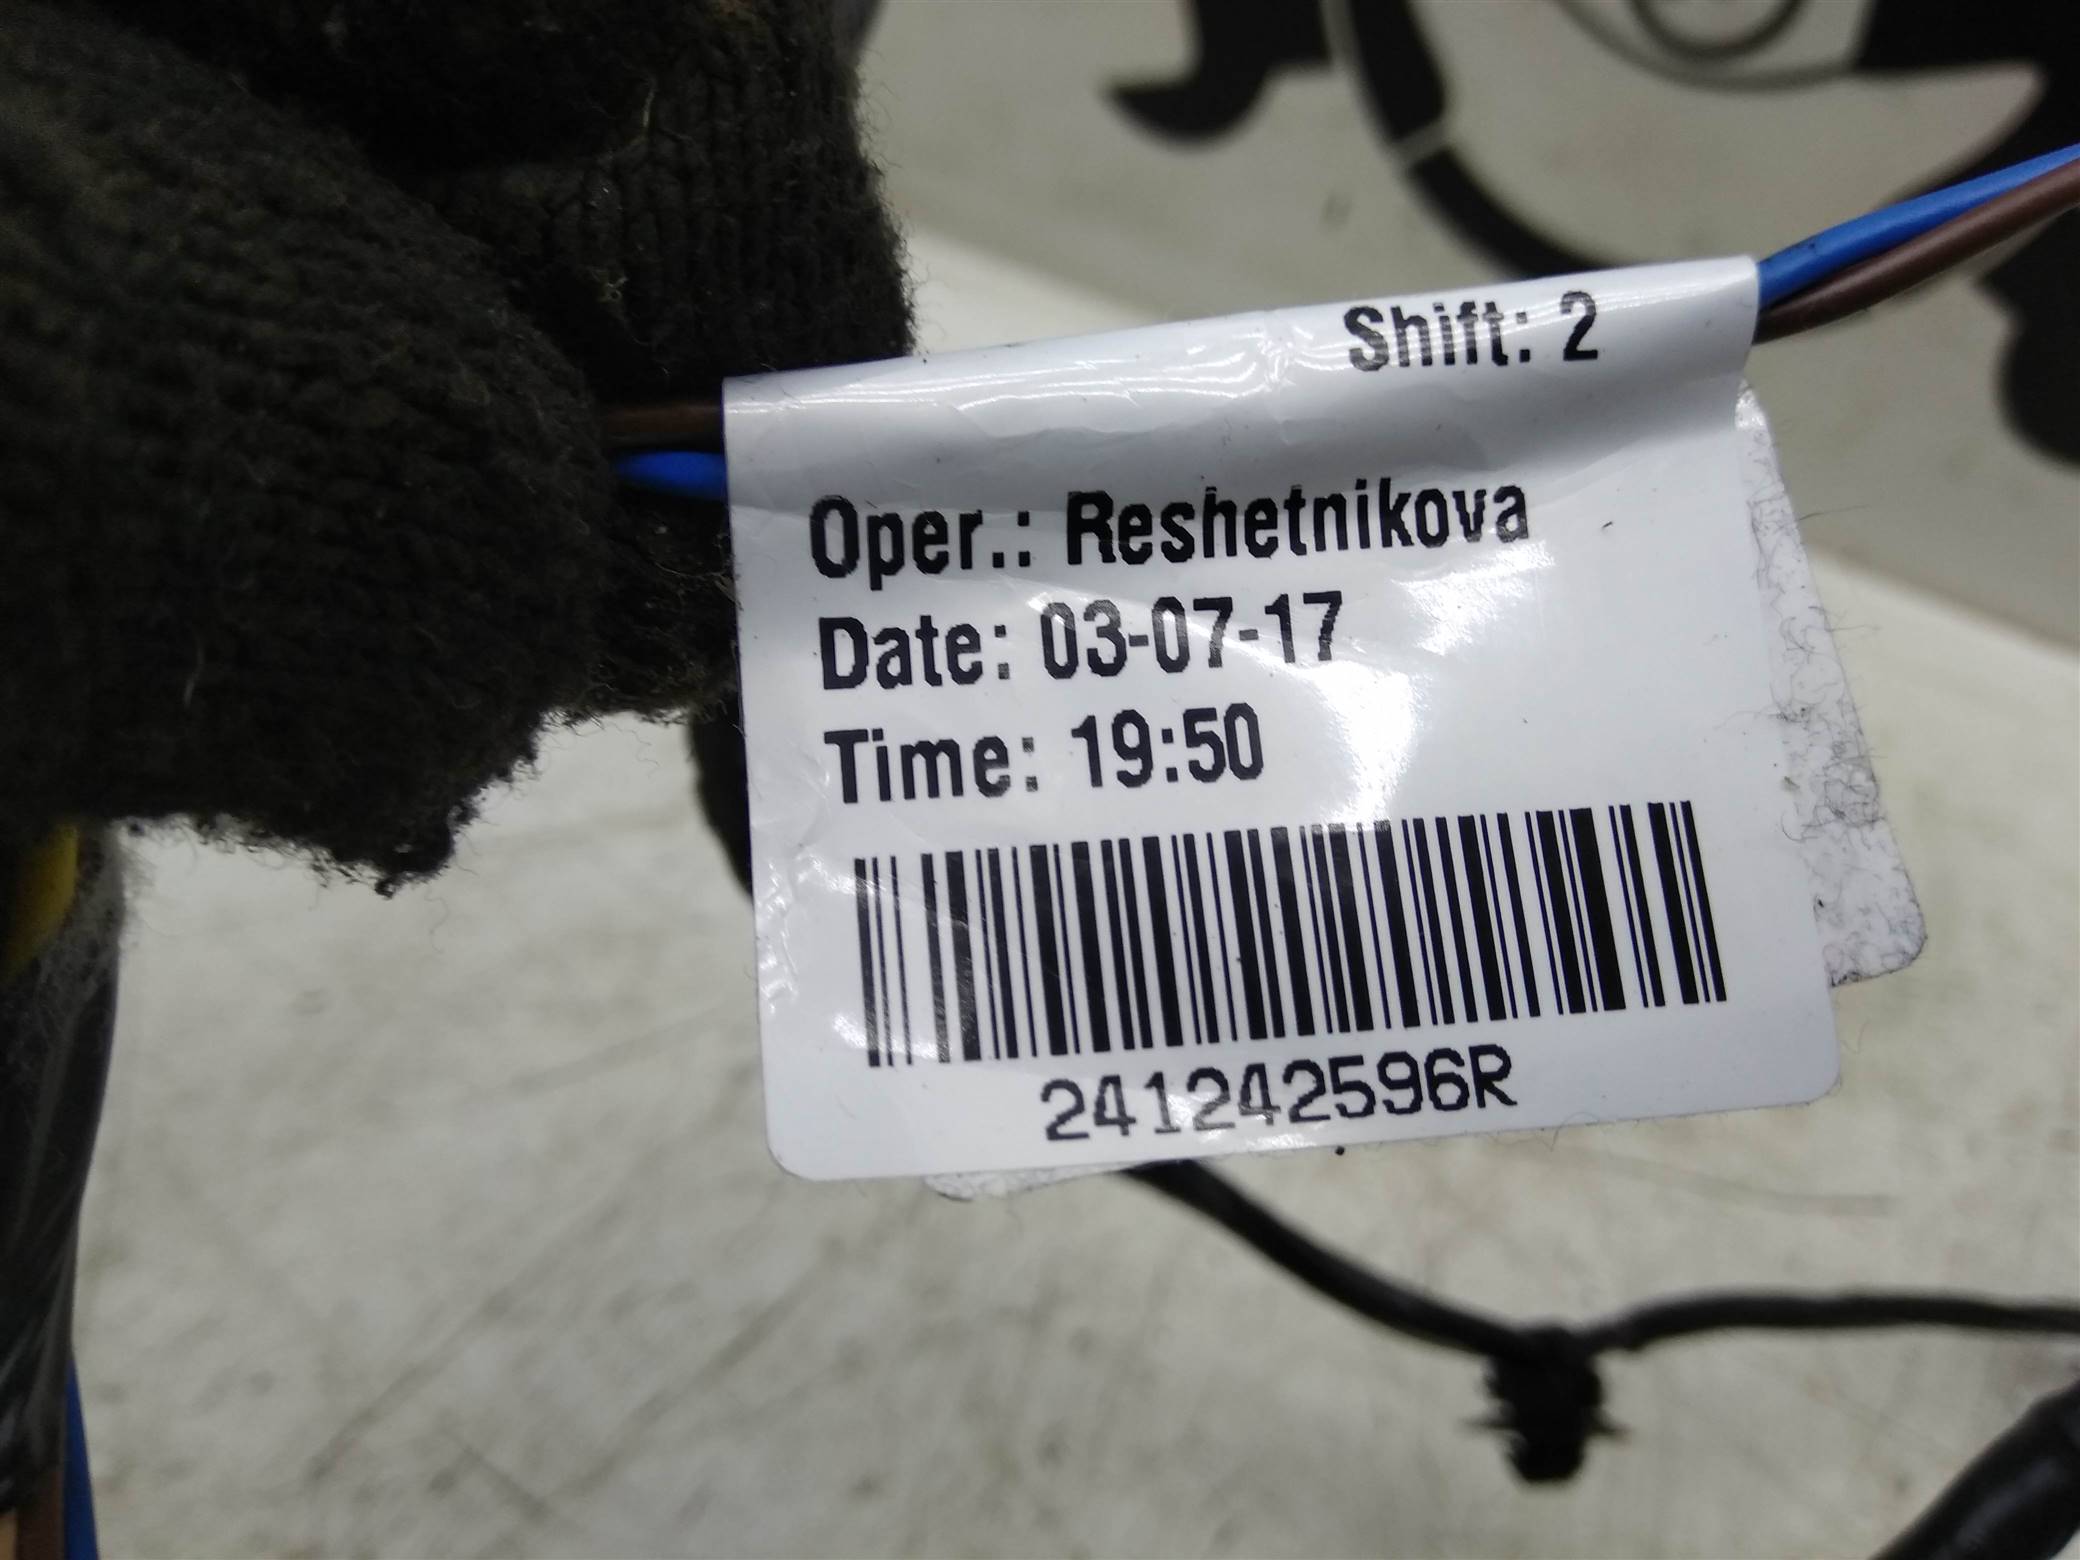 Shift: 2
Oper.: Reshetnikova
Date: 03-07-17
Time: 19:50
241242596R